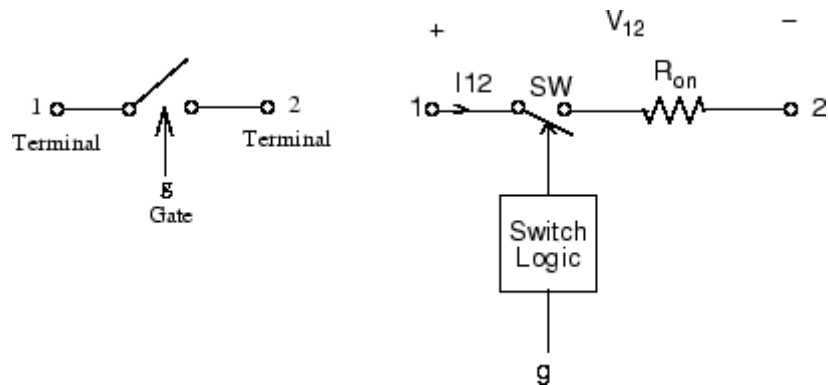 1
2
Terminal
Terminal
g
Gate
+
V12
−
I12
SW
Ron
1
2
Switch
Logic
g